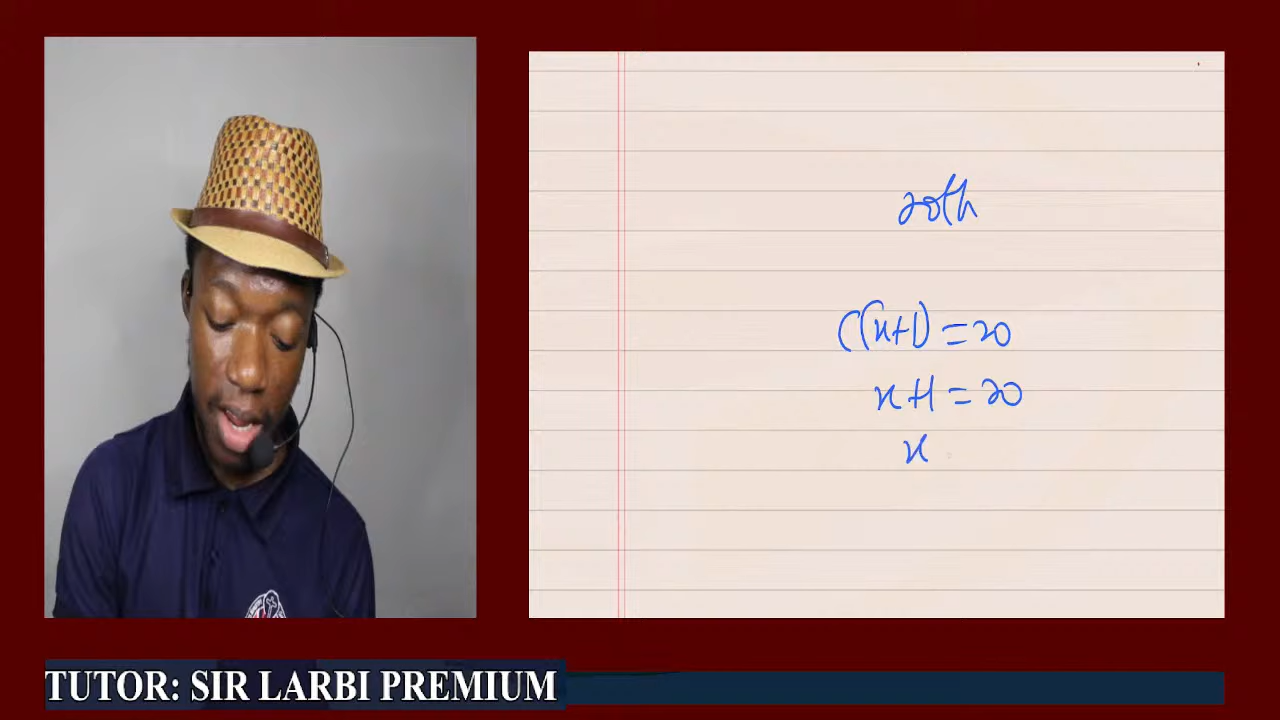 20th
((x+1) = 20
x+1 = 20
x
TUTOR: SIR LARBI PREMIUM